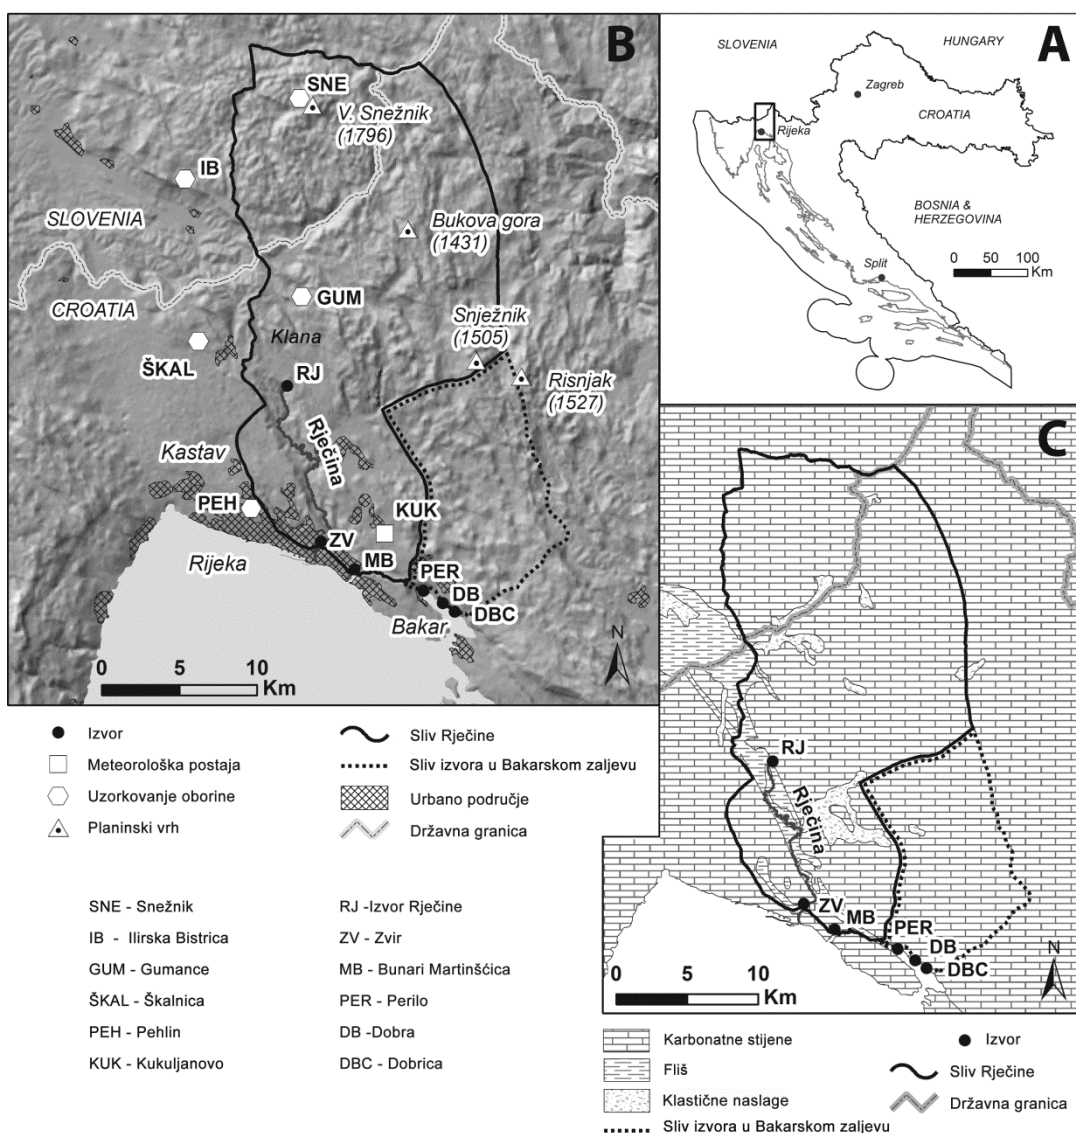 B
SNE
V. Snežnik
(1796)
IB
SLOVENIA
Bukova gora
(1431)
CROATIA
GUM
Klana
Snježnik
(1505)
ŠKAL
RJ
Risnjak
(1527)
Rječina
Kastav
PEH
KUK
ZV
MB
Rijeka
PER
DB
DBC
Bakar
N
0 5 10
Km
A
SLOVENIA
HUNGARY
Zagreb
CROATIA
Rijeka
BOSNIA &
HERZEGOVINA
Split
0 50 100
Km
C
RJ
Rječina
ZV
MB
PER
DB
DBC
N
0 5 10
Km
Izvor
Meteorološka postaja
Uzorkovanje oborine
Planinski vrh
Sliv Rječine
Sliv izvora u Bakarskom zaljevu
Urbano područje
Državna granica
SNE - Snežnik
IB - Ilirska Bistrica
GUM - Gumance
ŠKAL - Škalnica
PEH - Pehlin
KUK - Kukuljanovo
RJ -Izvor Rječine
ZV - Zvir
MB - Bunari Martinšćica
PER - Perilo
DB -Dobra
DBC - Dobrica
Karbonatne stijene
Fliš
Klastične naslage
Izvor
Sliv Rječine
Državna granica
Sliv izvora u Bakarskom zaljevu